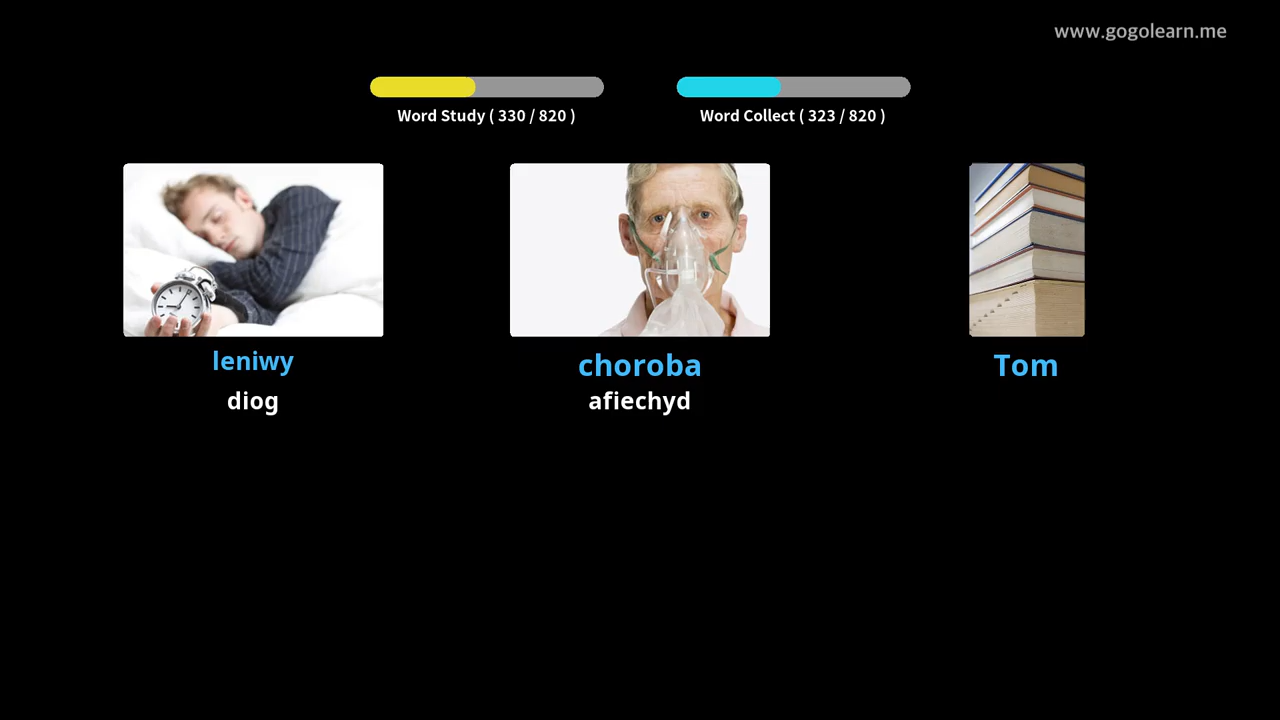 www.gogolearn.me
Word Study ( 330 / 820 )
Word Collect ( 323 / 820 )
leniwy
diog
choroba
afiechyd
Tom